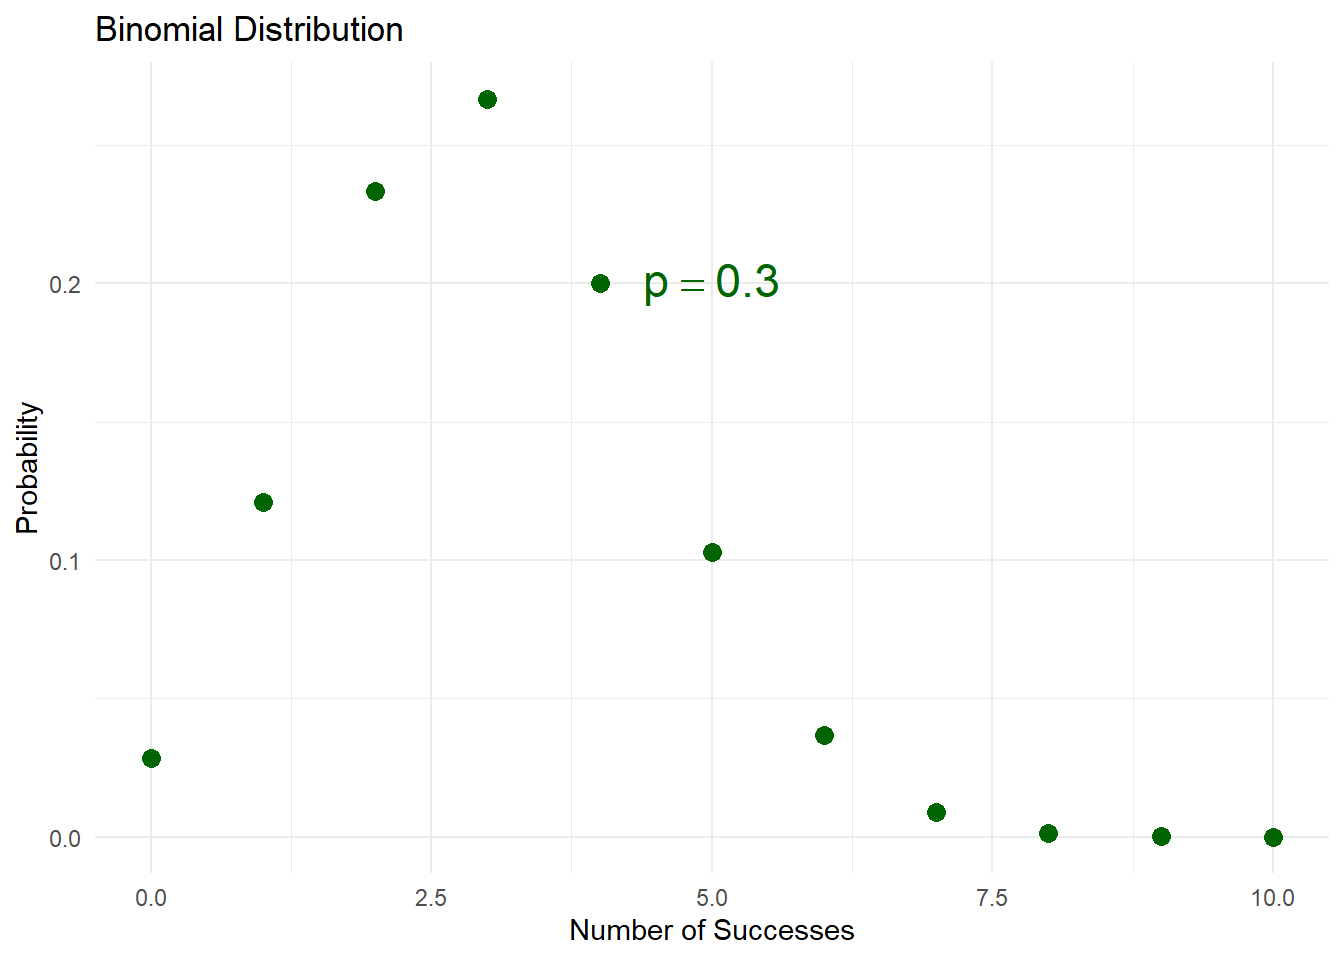 Binomial Distribution
Probability
0.2
0.1
0.0
p = 0.3
0.0 2.5 5.0 7.5 10.0
Number of Successes